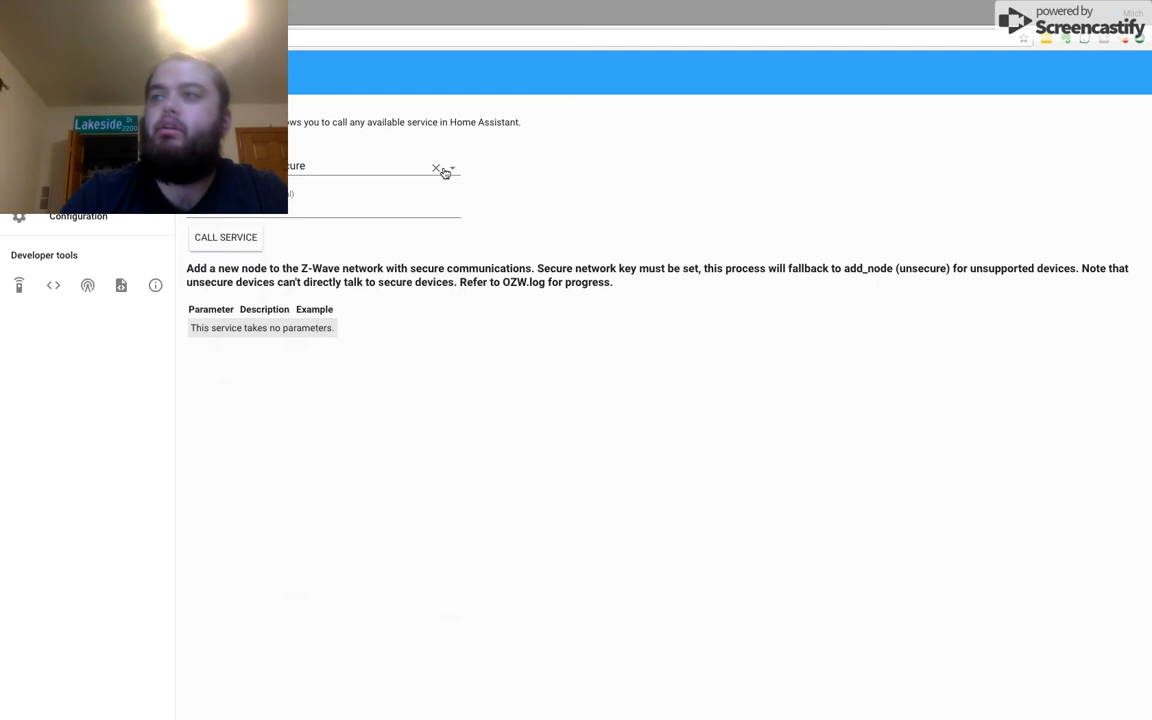 powered by
Mitch
Screencastify
Lakeside Dr
2200
ows you to call any available service in Home Assistant.
cure
l)
Configuration
CALL SERVICE
Developer tools
Add a new node to the Z-Wave network with secure communications. Secure network key must be set, this process will fallback to add_node (unsecure) for unsupported devices. Note that
unsecure devices can't directly talk to secure devices. Refer to OZW.log for progress.
Parameter Description Example
This service takes no parameters.